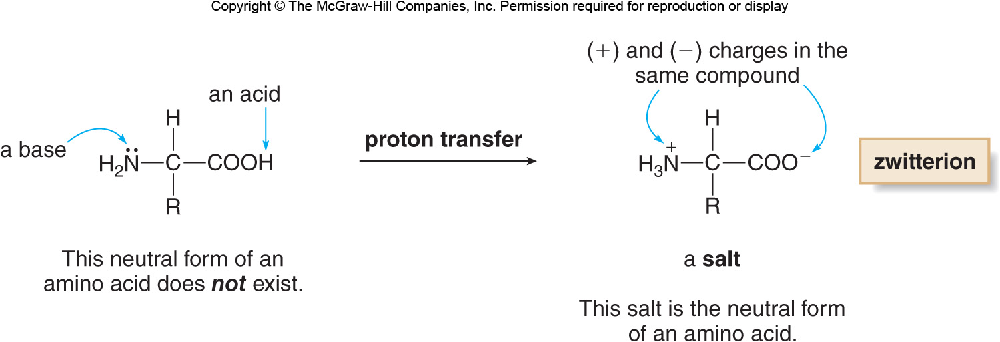 Copyright © The McGraw-Hill Companies, Inc. Permission required for reproduction or display
(+) and (−) charges in the
same compound
an acid
a base
H
H₂N̈—C—COOH
R
proton transfer
H
H₃N⁺—C—COO⁻
R
zwitterion
This neutral form of an
amino acid does not exist.
a salt
This salt is the neutral form
of an amino acid.